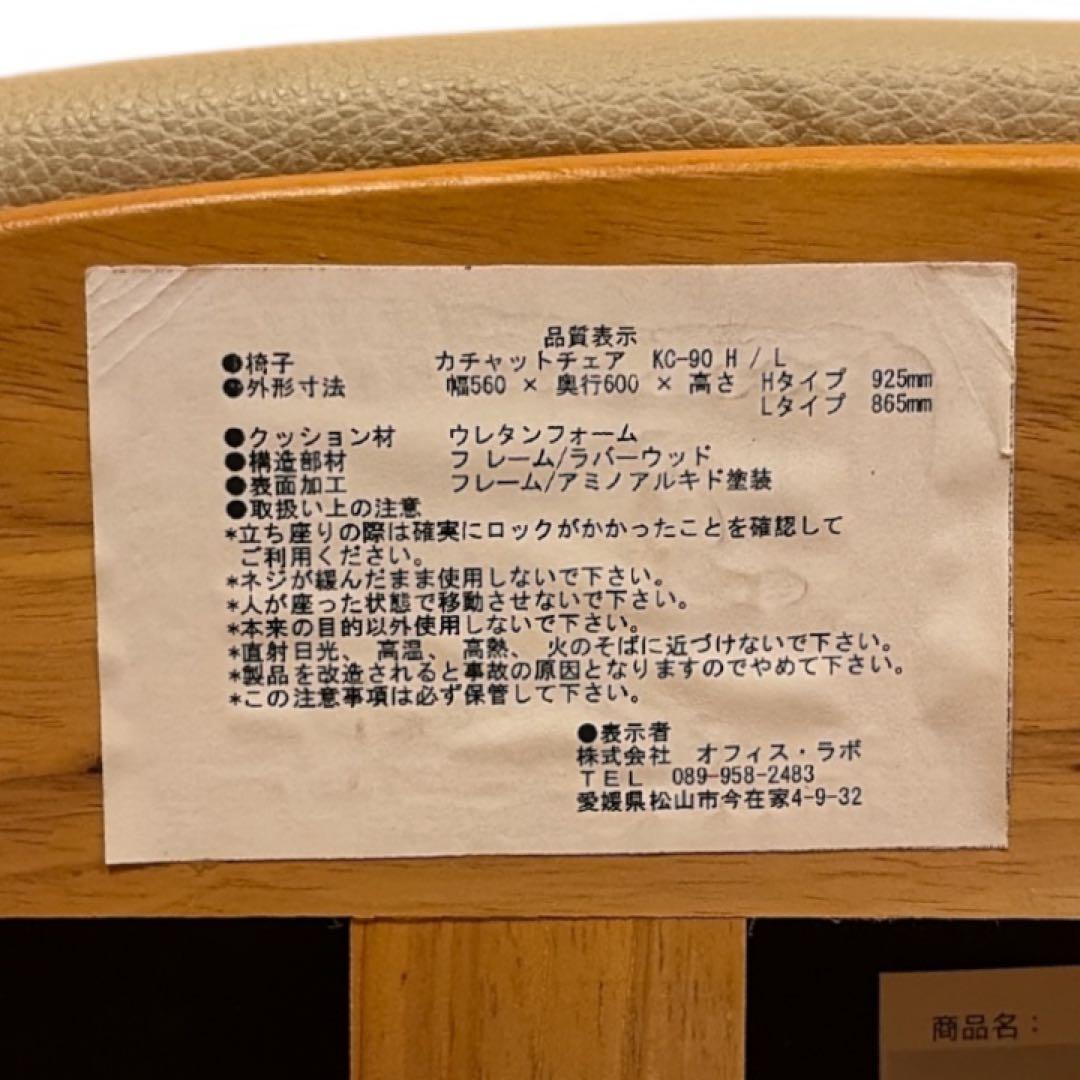 品質表示
●椅子 カチャットチェア KC-90 H / L
●外形寸法 幅560 × 奥行600 × 高さ Hタイプ 925mm
Lタイプ 865mm
●クッション材 ウレタンフォーム
●構造部材 フレーム/ラバーウッド
●表面加工 フレーム/アミノアルキド塗装
●取扱い上の注意
*立ち座りの際は確実にロックがかかったことを確認して
ご利用ください。
*ネジが緩んだまま使用しないで下さい。
*人が座った状態で移動させないで下さい。
*本来の目的以外使用しないで下さい。
*直射日光、高温、高熱、火のそばに近づけないで下さい。
*製品を改造されると事故の原因となりますのでやめて下さい。
*この注意事項は必ず保管して下さい。
●表示者
株式会社 オフィス・ラボ
TEL 089-958-2483
愛媛県松山市今在家4-9-32
商品名：